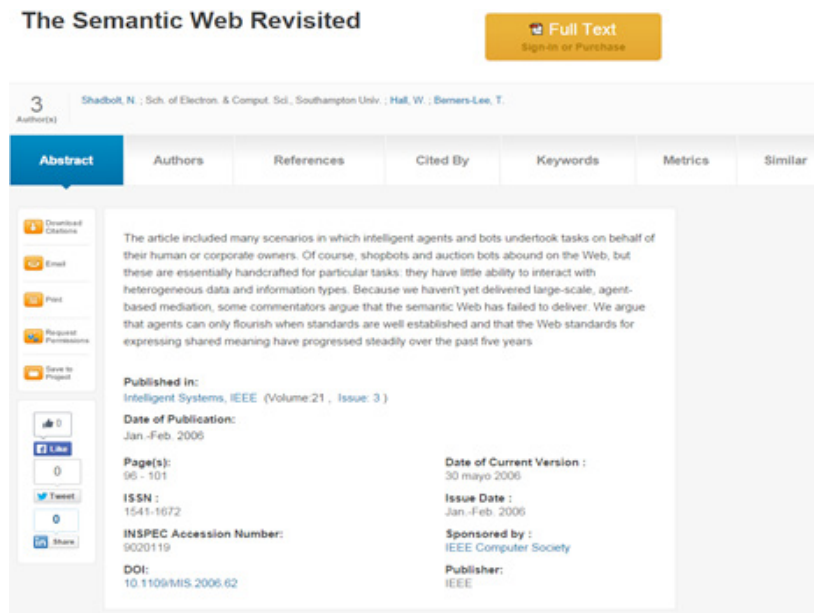 The Semantic Web Revisited
Full Text
Sign-in or Purchase
3
Author(s)
Shadbolt, N. ; Sch. of Electron. & Comput. Sci., Southampton Univ. ; Hall, W. ; Berners-Lee, T.
Abstract
Authors
References
Cited By
Keywords
Metrics
Similar
Download
Citations
Email
Print
Request
Permissions
Save to
Project
0
Like
0
Tweet
0
Share
The article included many scenarios in which intelligent agents and bots undertook tasks on behalf of
their human or corporate owners. Of course, shopbots and auction bots abound on the Web, but
these are essentially handcrafted for particular tasks: they have little ability to interact with
heterogeneous data and information types. Because we haven't yet delivered large-scale, agent-
based mediation, some commentators argue that the semantic Web has failed to deliver. We argue
that agents can only flourish when standards are well established and that the Web standards for
expressing shared meaning have progressed steadily over the past five years
Published in:
Intelligent Systems, IEEE (Volume:21 , Issue: 3 )
Date of Publication:
Jan.-Feb. 2006
Page(s):
96 - 101
ISSN :
1541-1672
INSPEC Accession Number:
9020119
DOI:
10.1109/MIS.2006.62
Date of Current Version :
30 mayo 2006
Issue Date :
Jan.-Feb. 2006
Sponsored by :
IEEE Computer Society
Publisher:
IEEE